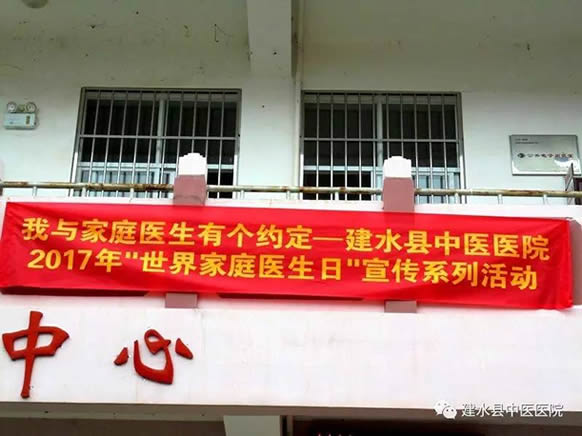 我与家庭医生有个约定—建水县中医医院
2017年"世界家庭医生日"宣传系列活动
中心
建水县中医医院